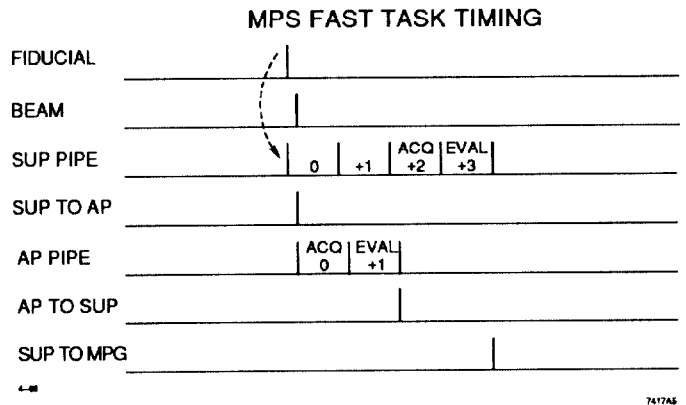 MPS FAST TASK TIMING
FIDUCIAL
BEAM
SUP PIPE
ACQ EVAL
0 +1 +2 +3
SUP TO AP
AP PIPE
ACQ EVAL
0 +1
AP TO SUP
SUP TO MPG
7417A5